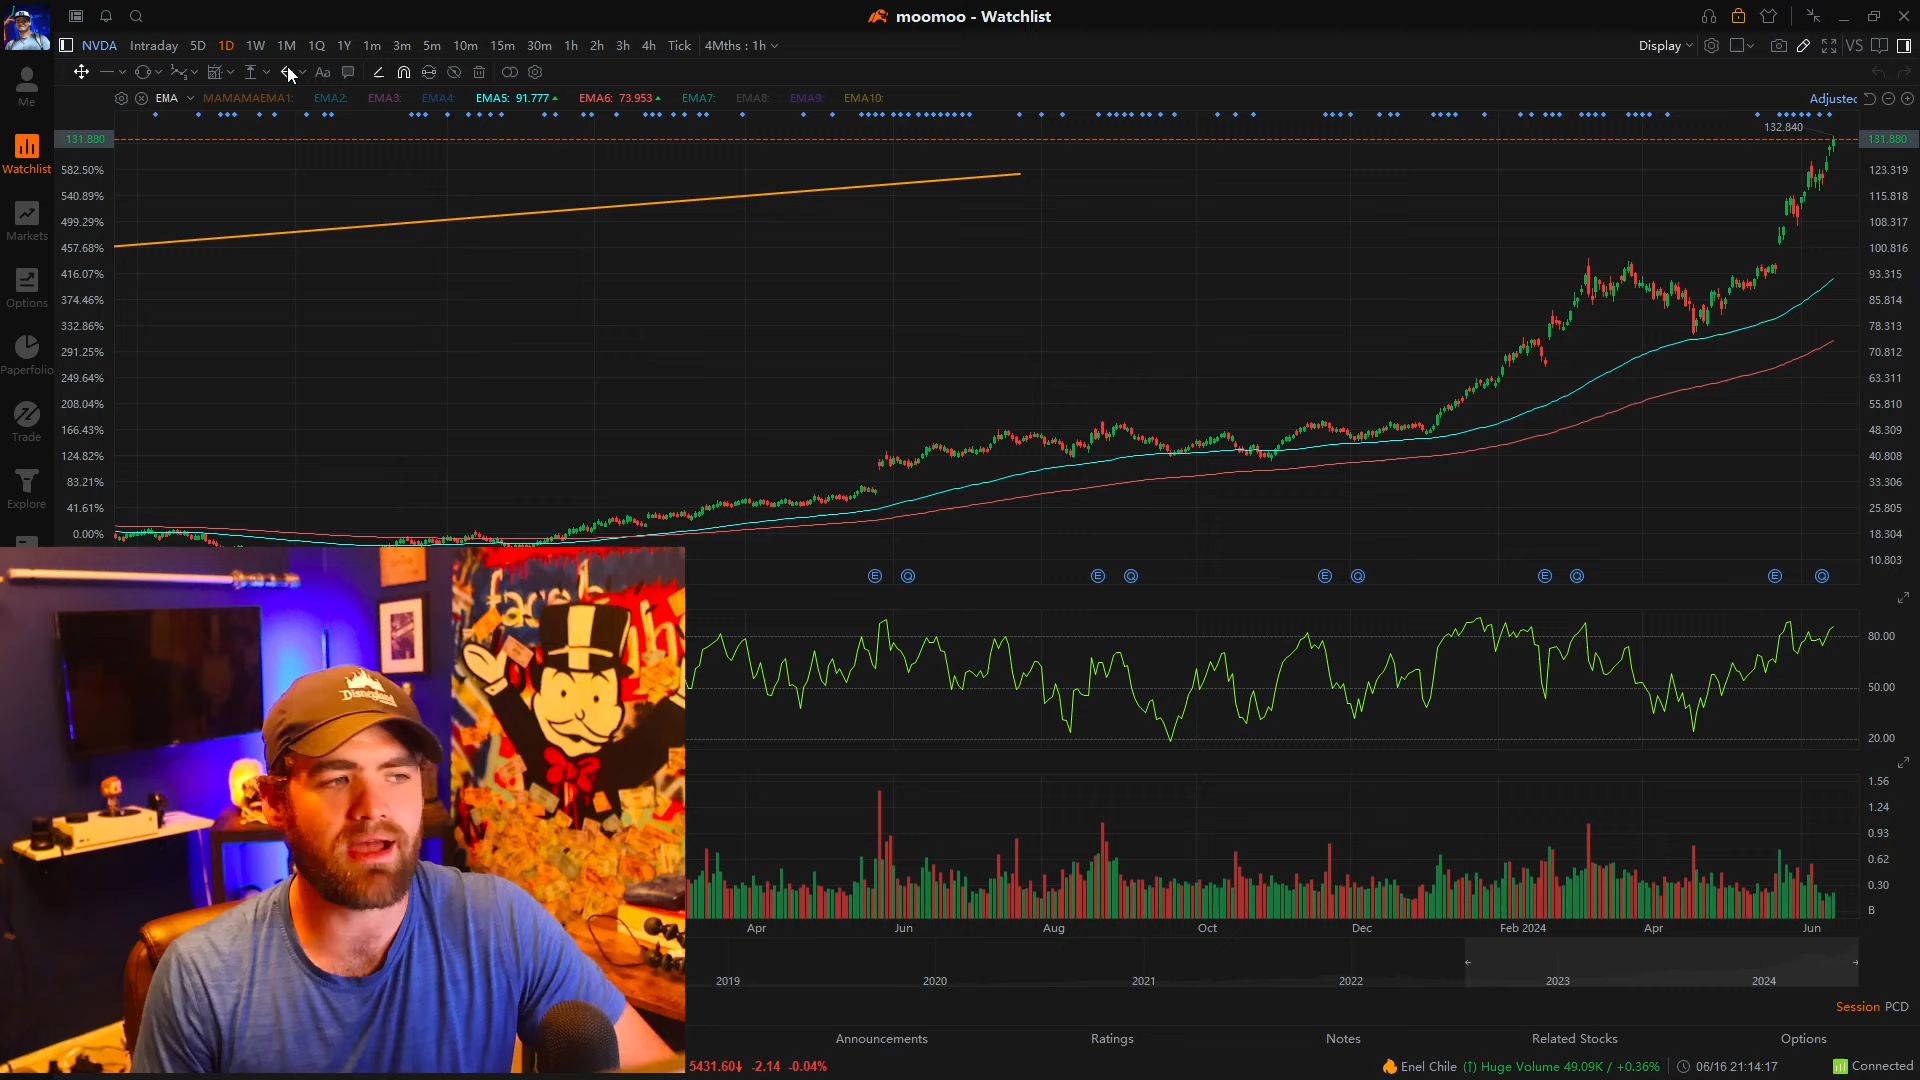 moomoo - Watchlist
NVDA Intraday 5D 1D 1W 1M 1Q 1Y 1m 3m 5m 10m 15m 30m 1h 2h 3h 4h Tick 4Mths : 1h Display VS
Aa
EMA MAMAMAEMA1: EMA2: EMA3: EMA4: EMA5: 91.777 EMA6: 73.953 EMA7: EMA8: EMA9: EMA10: Adjusted
Me
Watchlist
Markets
Options
Paperfolio
Trade
Explore
132.840
131.880 131.880
582.50% 123.319
540.89% 115.818
499.29% 108.317
457.68% 100.816
416.07% 93.315
374.46% 85.814
332.86% 78.313
291.25% 70.812
249.64% 63.311
208.04% 55.810
166.43% 48.309
124.82% 40.808
83.21% 33.306
41.61% 25.805
0.00% 18.304
10.803
E Q E Q E Q E Q E Q
80.00
50.00
20.00
1.56
1.24
0.93
0.62
0.30
B
Apr Jun Aug Oct Dec Feb 2024 Apr Jun
2019 2020 2021 2022 2023 2024
Session PCD
Announcements Ratings Notes Related Stocks Options
5431.60 -2.14 -0.04% Enel Chile (↑) Huge Volume 49.09K / +0.36% 06/16 21:14:17 Connected
Disneyland